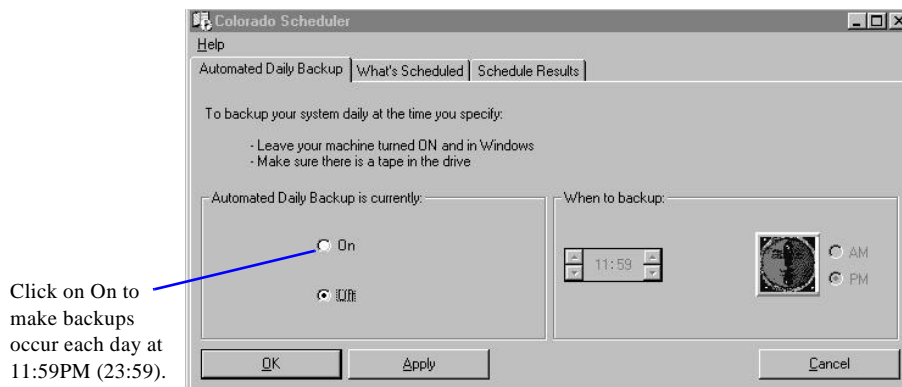 Colorado Scheduler
Help
Automated Daily Backup What's Scheduled Schedule Results
To backup your system daily at the time you specify:
- Leave your machine turned ON and in Windows
- Make sure there is a tape in the drive
Automated Daily Backup is currently:
When to backup:
On
Off
11:59
AM
PM
Click on On to
make backups
occur each day at
11:59PM (23:59).
OK Apply Cancel